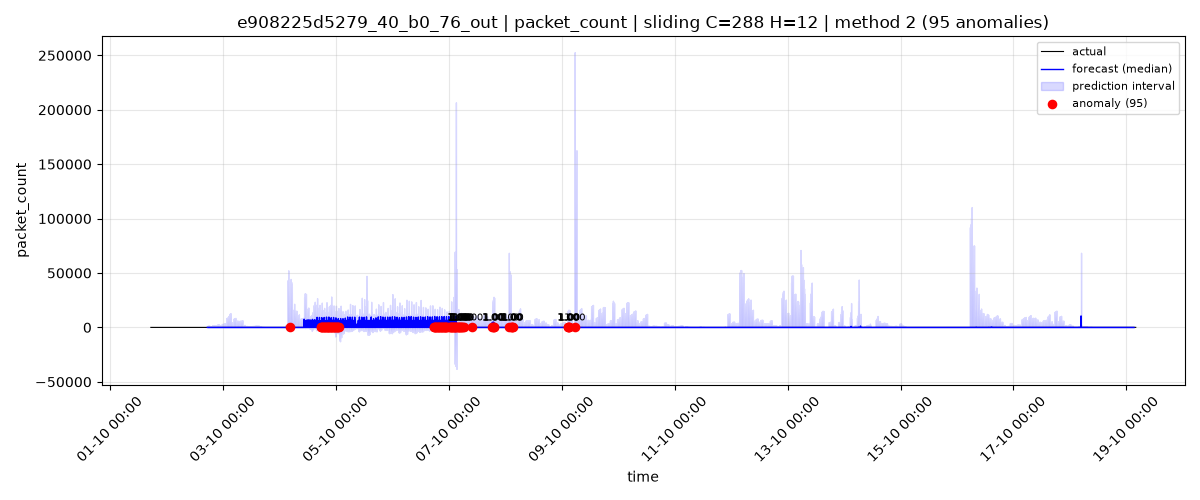 e908225d5279_40_b0_76_out | packet_count | sliding C=288 H=12 | method 2 (95 anomalies)
actual
forecast (median)
prediction interval
anomaly (95)
packet_count
250000
200000
150000
100000
50000
0
−50000
01-10 00:00
03-10 00:00
05-10 00:00
07-10 00:00
09-10 00:00
11-10 00:00
13-10 00:00
15-10 00:00
17-10 00:00
19-10 00:00
time